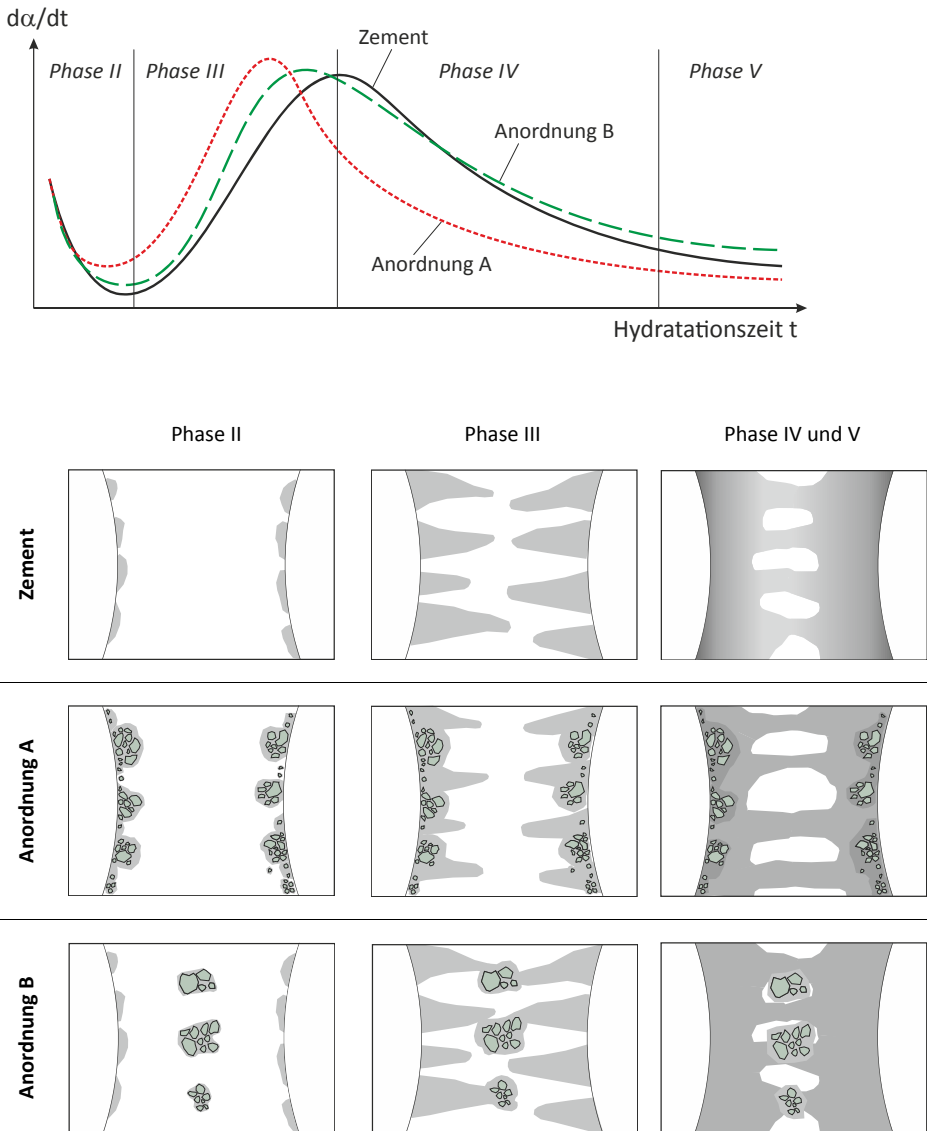 dα/dt
Zement
Phase II
Phase III
Phase IV
Phase V
Anordnung B
Anordnung A
Hydratationszeit t
Phase II
Phase III
Phase IV und V
Zement
Anordnung A
Anordnung B